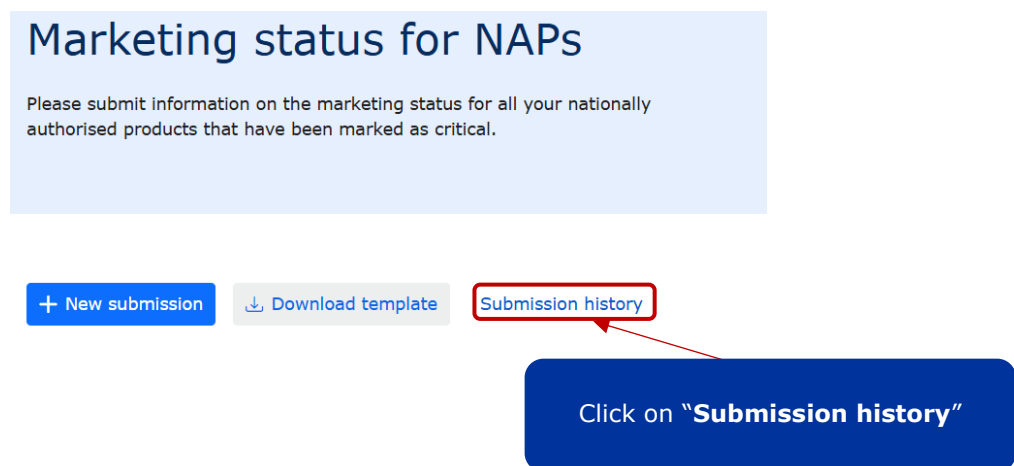 Marketing status for NAPs
Please submit information on the marketing status for all your nationally
authorised products that have been marked as critical.
New submission
Download template
Submission history
Click on “Submission history”